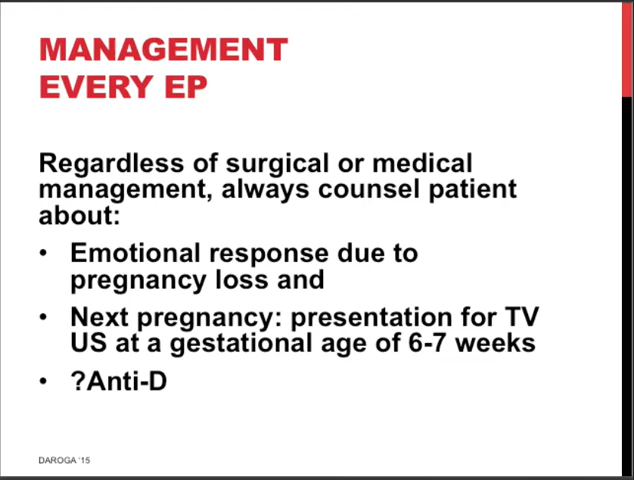 MANAGEMENT
EVERY EP
Regardless of surgical or medical
management, always counsel patient
about:
• Emotional response due to
pregnancy loss and
• Next pregnancy: presentation for TV
US at a gestational age of 6-7 weeks
• ?Anti-D
DAROGA '15